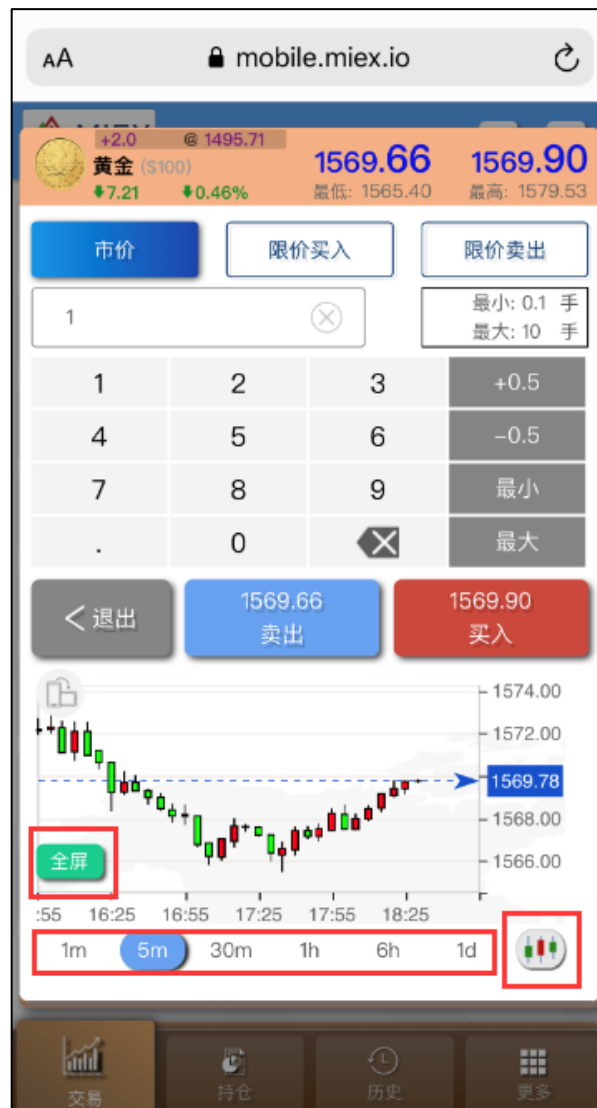 AA mobile.miex.io
MIEX
+2.0 @ 1495.71
黄金 ($100) 1569.66 1569.90
7.21 0.46% 最低: 1565.40 最高: 1579.53
市价 限价买入 限价卖出
1 最小: 0.1 手
最大: 10 手
1 2 3 +0.5
4 5 6 -0.5
7 8 9 最小
. 0 最大
退出 1569.66 1569.90
卖出 买入
1574.00
1572.00
1569.78
1568.00
全屏 1566.00
:55 16:25 16:55 17:25 17:55 18:25
1m 5m 30m 1h 6h 1d
交易 持仓 历史 更多